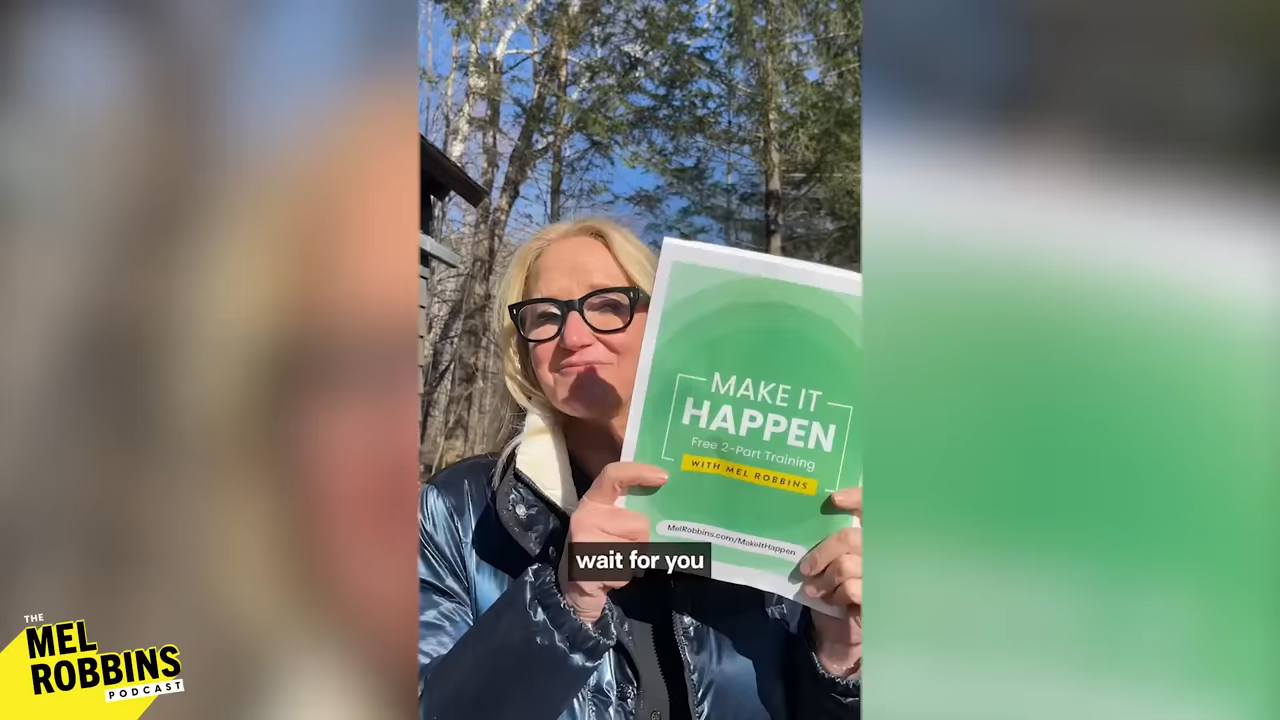 MAKE IT
HAPPEN
Free 2-Part Training
WITH MEL ROBBINS
MelRobbins.com/MakeItHappen
wait for you
THE
MEL
ROBBINS
PODCAST